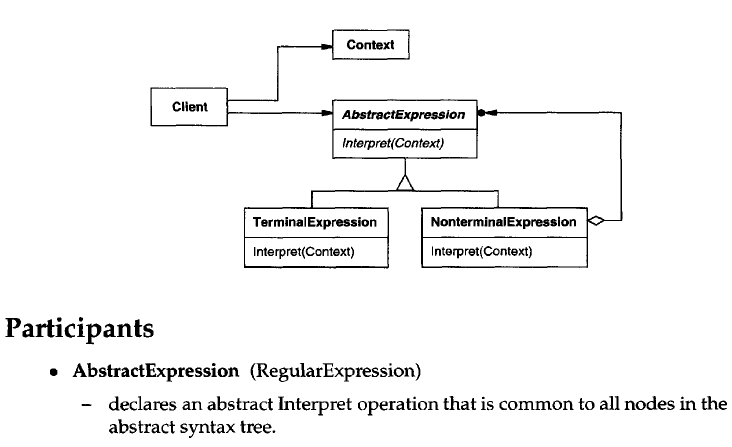 Context
Client
AbstractExpression
Interpret(Context)
TerminalExpression
NonterminalExpression
Interpret(Context)
Interpret(Context)
Participants
• AbstractExpression (RegularExpression)
– declares an abstract Interpret operation that is common to all nodes in the
abstract syntax tree.